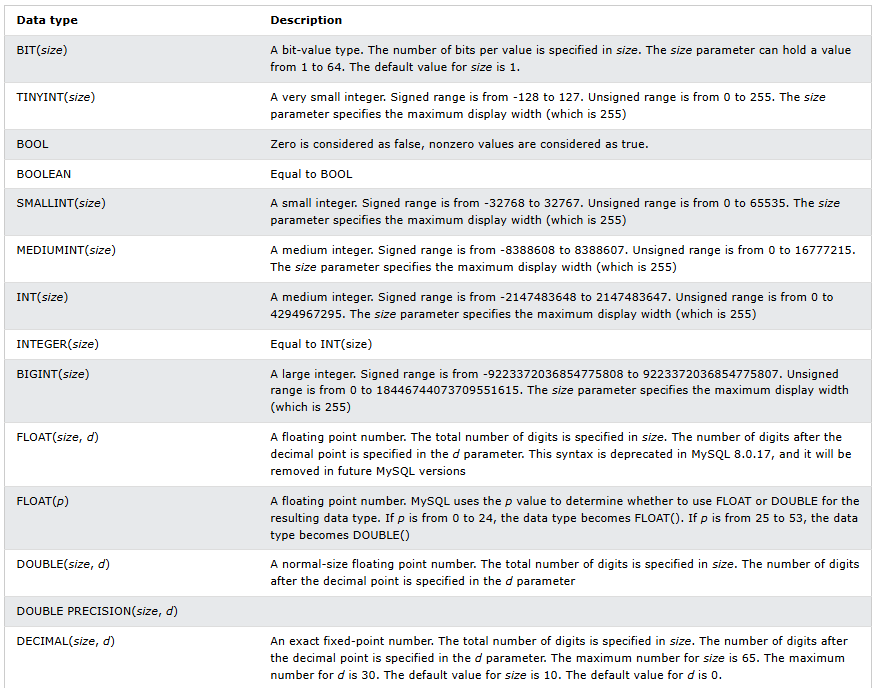 Data type Description
BIT(size) A bit-value type. The number of bits per value is specified in size. The size parameter can hold a value
from 1 to 64. The default value for size is 1.
TINYINT(size) A very small integer. Signed range is from -128 to 127. Unsigned range is from 0 to 255. The size
parameter specifies the maximum display width (which is 255)
BOOL Zero is considered as false, nonzero values are considered as true.
BOOLEAN Equal to BOOL
SMALLINT(size) A small integer. Signed range is from -32768 to 32767. Unsigned range is from 0 to 65535. The size
parameter specifies the maximum display width (which is 255)
MEDIUMINT(size) A medium integer. Signed range is from -8388608 to 8388607. Unsigned range is from 0 to 16777215.
The size parameter specifies the maximum display width (which is 255)
INT(size) A medium integer. Signed range is from -2147483648 to 2147483647. Unsigned range is from 0 to
4294967295. The size parameter specifies the maximum display width (which is 255)
INTEGER(size) Equal to INT(size)
BIGINT(size) A large integer. Signed range is from -9223372036854775808 to 9223372036854775807. Unsigned
range is from 0 to 18446744073709551615. The size parameter specifies the maximum display width
(which is 255)
FLOAT(size, d) A floating point number. The total number of digits is specified in size. The number of digits after the
decimal point is specified in the d parameter. This syntax is deprecated in MySQL 8.0.17, and it will be
removed in future MySQL versions
FLOAT(p) A floating point number. MySQL uses the p value to determine whether to use FLOAT or DOUBLE for the
resulting data type. If p is from 0 to 24, the data type becomes FLOAT(). If p is from 25 to 53, the data
type becomes DOUBLE()
DOUBLE(size, d) A normal-size floating point number. The total number of digits is specified in size. The number of digits
after the decimal point is specified in the d parameter
DOUBLE PRECISION(size, d)
DECIMAL(size, d) An exact fixed-point number. The total number of digits is specified in size. The number of digits after
the decimal point is specified in the d parameter. The maximum number for size is 65. The maximum
number for d is 30. The default value for size is 10. The default value for d is 0.